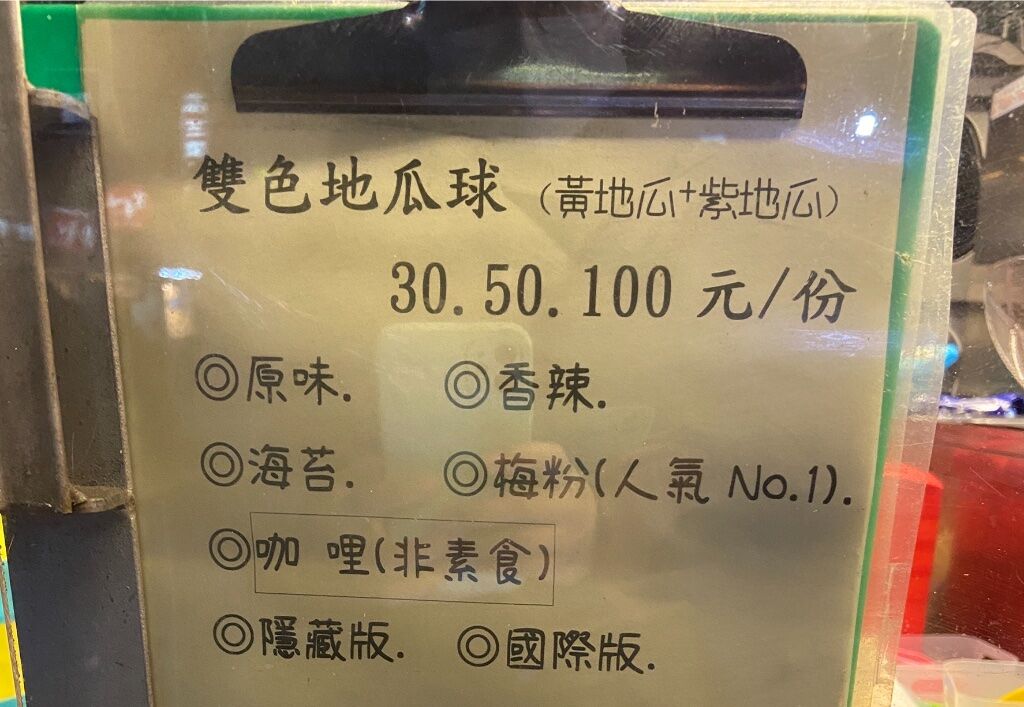 雙色地瓜球（黃地瓜+紫地瓜）
30.50.100 元/份
◎原味. ◎香辣.
◎海苔. ◎梅粉(人氣 No.1).
◎咖 哩(非素食)
◎隱藏版. ◎國際版.